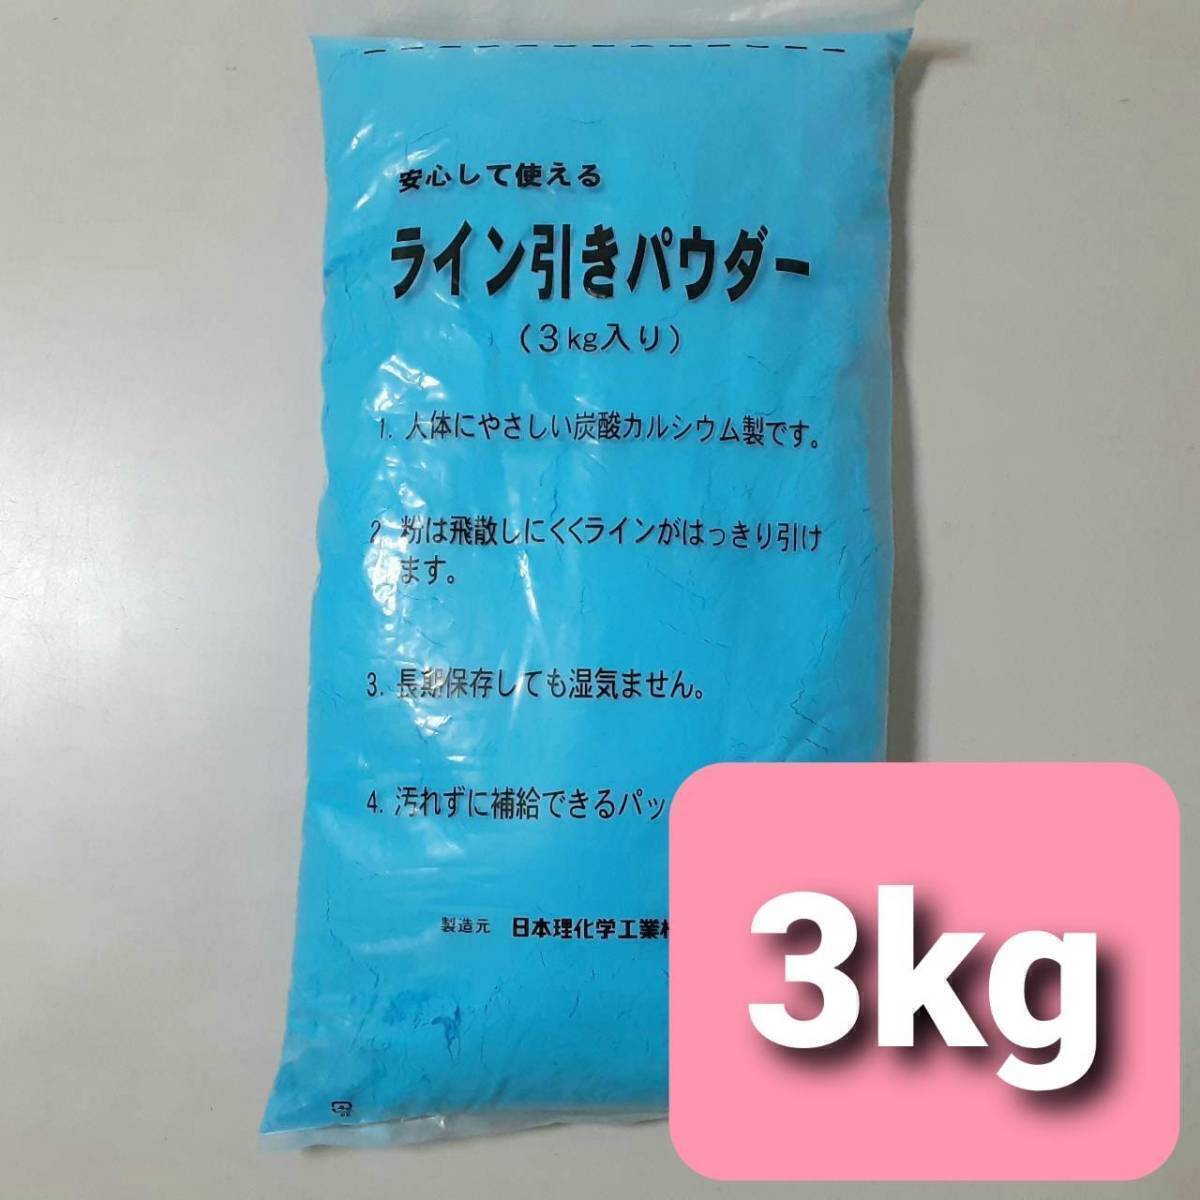 安心して使える
ライン引きパウダー
(3kg入り)
1. 人体にやさしい炭酸カルシウム製です。
2. 粉は飛散しにくくラインがはっきり引け
ます。
3. 長期保存しても湿気ません。
4. 汚れずに補給できるパッ
製造元 日本理化学工業
3kg